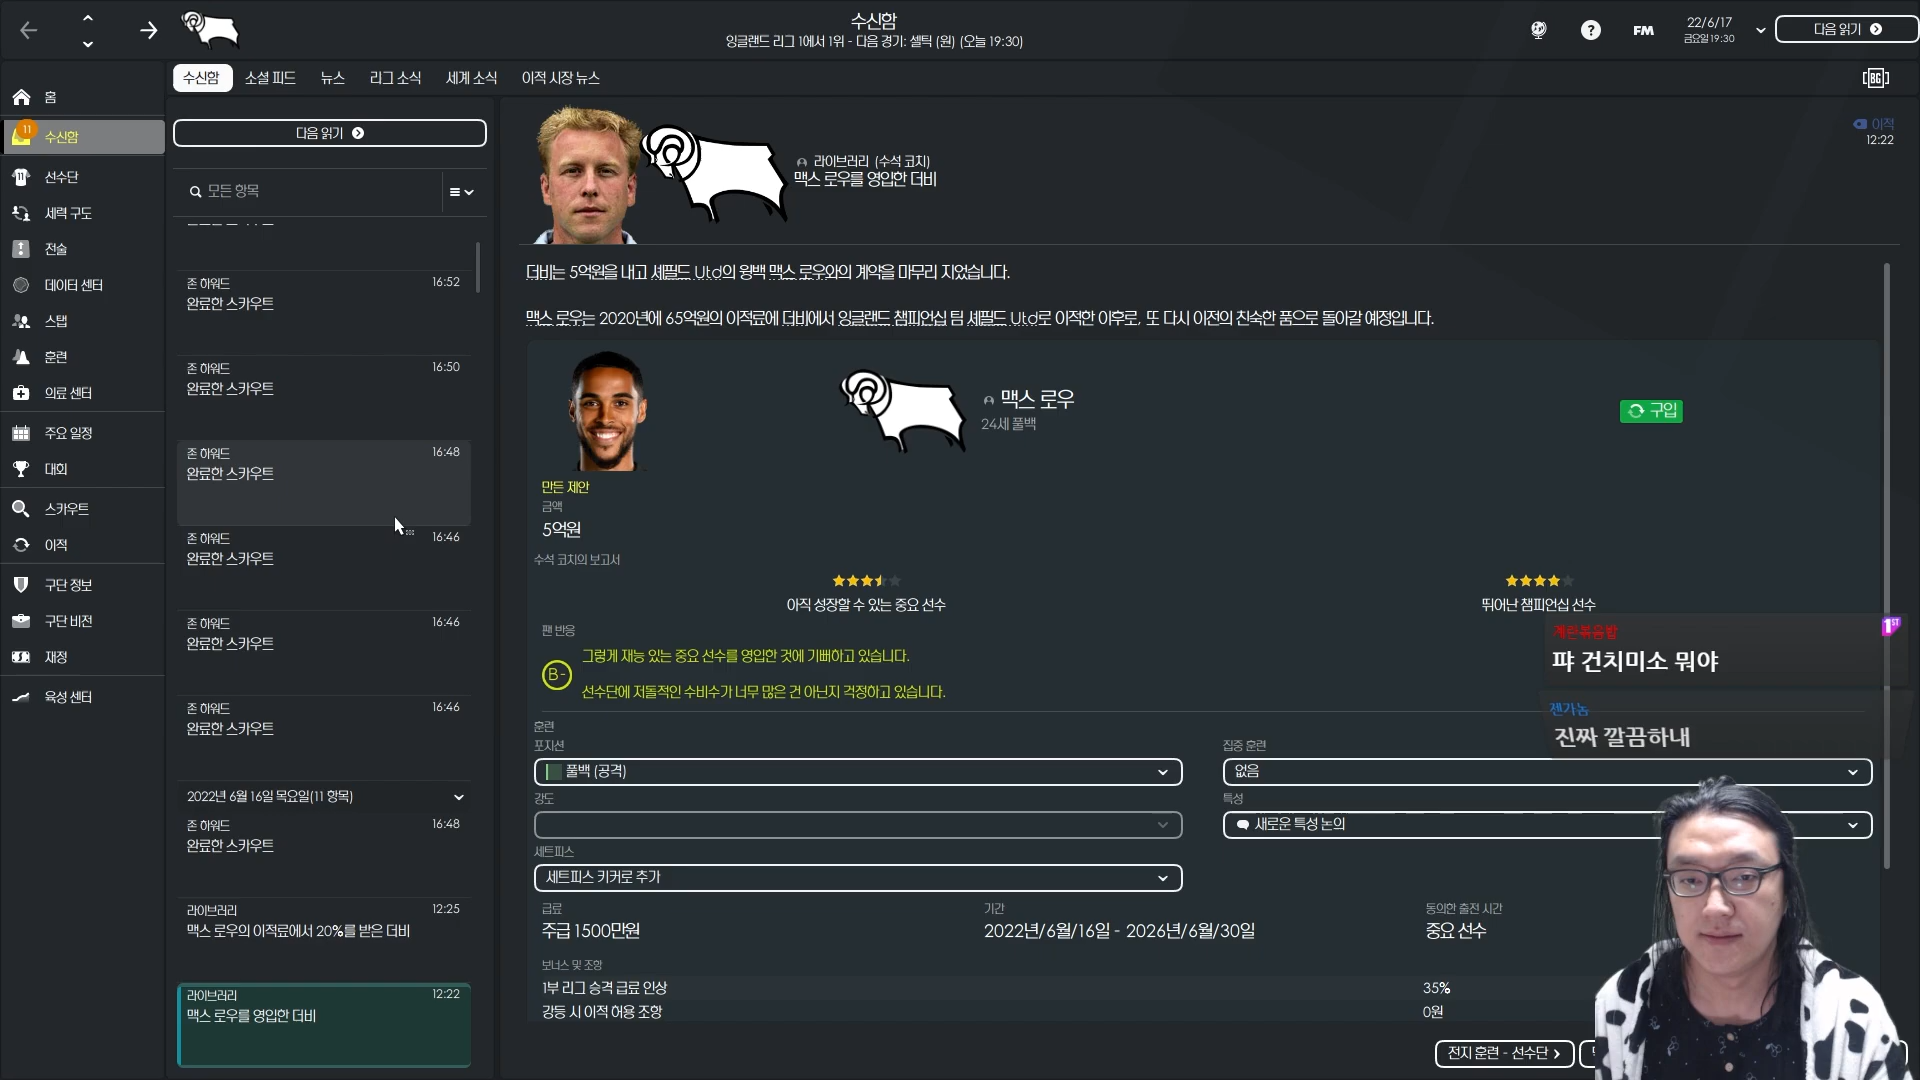 수신함
잉글랜드 리그 1에서 1위 - 다음 경기: 셀틱 (원) (오늘 19:30)
FM
22/6/17
금요일 19:30
다음 읽기
수신함
소셜 피드
뉴스
리그 소식
세계 소식
이적 시장 뉴스
[BG]
홈
11
수신함
선수단
세력 구도
전술
데이터 센터
스탭
훈련
의료 센터
주요 일정
대회
스카우트
이적
구단 정보
구단 비전
재정
육성 센터
다음 읽기
모든 항목
존 하워드 16:52
완료한 스카우트
존 하워드 16:50
완료한 스카우트
존 하워드 16:48
완료한 스카우트
존 하워드 16:46
완료한 스카우트
존 하워드 16:46
완료한 스카우트
존 하워드 16:46
완료한 스카우트
2022년 6월 16일 목요일(11 항목)
존 하워드 16:48
완료한 스카우트
라이브러리 12:25
맥스 로우의 이적료에서 20%를 받은 더비
라이브러리 12:22
맥스 로우를 영입한 더비
라이브러리 (수석 코치)
맥스 로우를 영입한 더비
이적
12:22
더비는 5억원을 내고 셰필드 Utd의 윙백 맥스 로우와의 계약을 마무리 지었습니다.
맥스 로우는 2020년에 65억원의 이적료에 더비에서 잉글랜드 챔피언십 팀 셰필드 Utd로 이적한 이후로, 또 다시 이전의 친숙한 품으로 돌아갈 예정입니다.
맥스 로우
24세 풀백
구입
만든 제안
금액
5억원
수석 코치의 보고서
아직 성장할 수 있는 중요 선수
뛰어난 챔피언십 선수
팬 반응
B-
그렇게 재능 있는 중요 선수를 영입한 것에 기뻐하고 있습니다.
선수단에 저돌적인 수비수가 너무 많은 건 아닌지 걱정하고 있습니다.
훈련
포지션
풀백 (공격)
집중 훈련
없음
강도
특성
새로운 특성 논의
세트피스
세트피스 키커로 추가
급료
주급 1500만원
기간
2022년/6월/16일 - 2026년/6월/30일
동의한 출전 시간
중요 선수
보너스 및 조항
1부 리그 승격 급료 인상 35%
강등 시 이적 허용 조항 0원
전지 훈련 - 선수단
계란볶음밥
1ST
퍄 건치미소 뭐야
젠가놈
진짜 깔끔하내